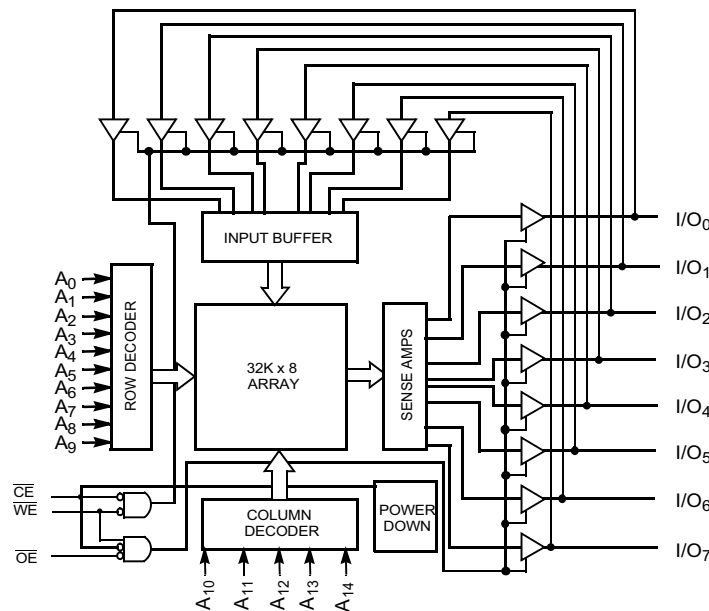 INPUT BUFFER
I/O0
I/O1
I/O2
I/O3
I/O4
I/O5
I/O6
I/O7
A0
A1
A2
A3
A4
A5
A6
A7
A8
A9
ROW DECODER
32K x 8
ARRAY
SENSE AMPS
CE
WE
OE
COLUMN
DECODER
POWER
DOWN
A10
A11
A12
A13
A14